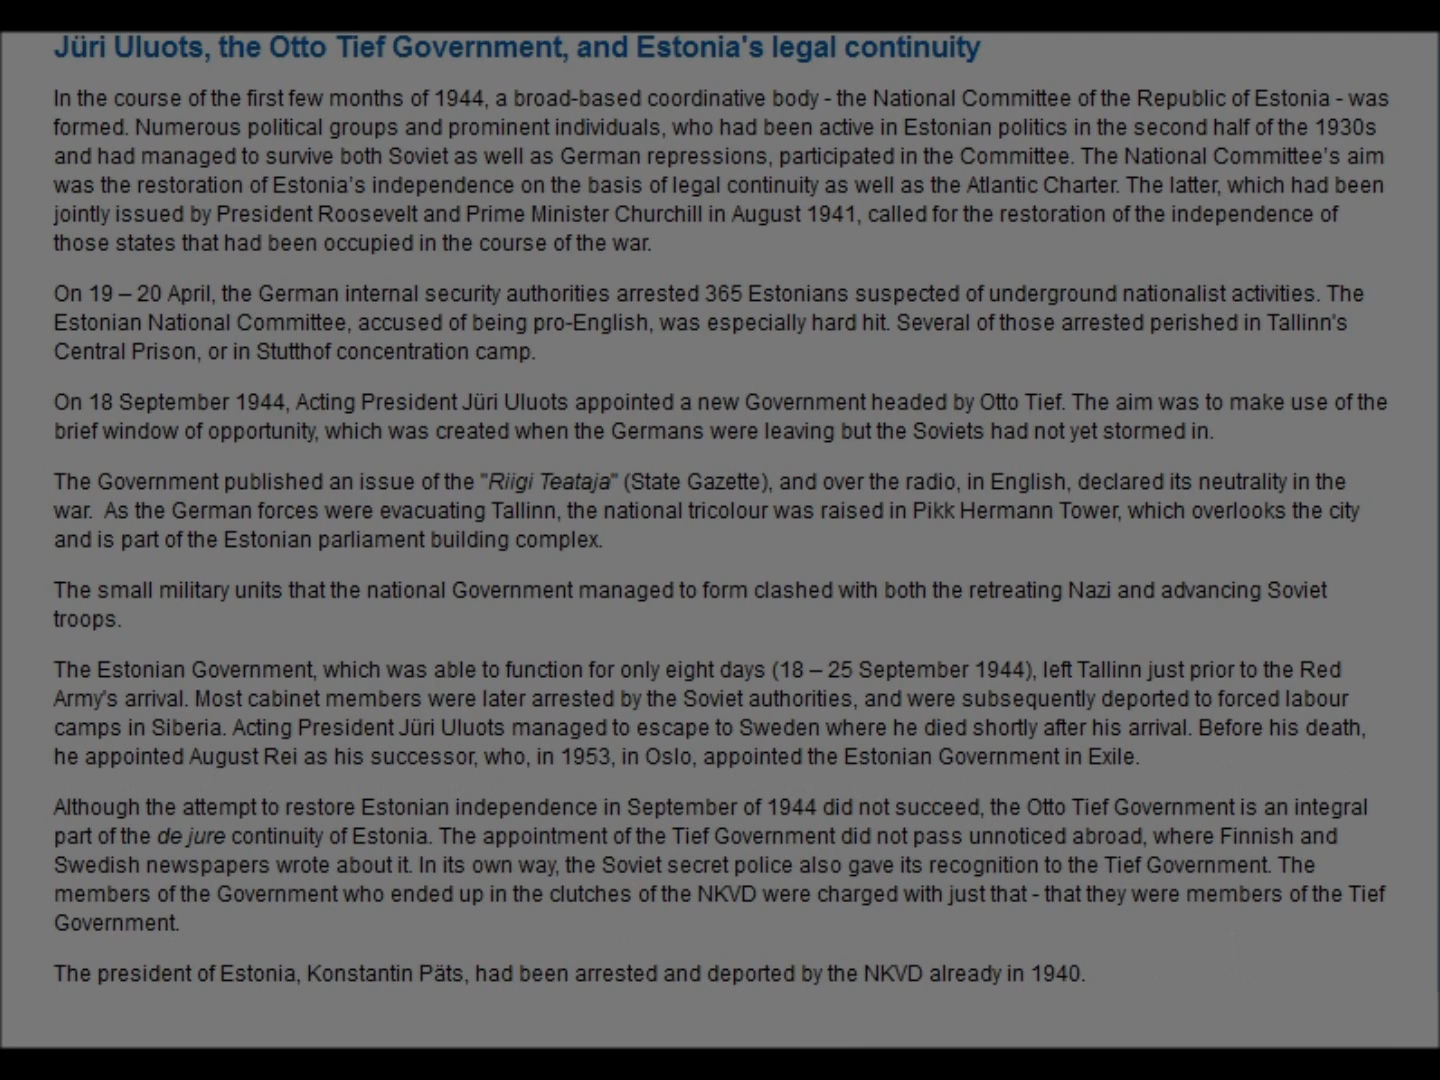 Jüri Uluots, the Otto Tief Government, and Estonia's legal continuity
In the course of the first few months of 1944, a broad-based coordinative body - the National Committee of the Republic of Estonia - was
formed. Numerous political groups and prominent individuals, who had been active in Estonian politics in the second half of the 1930s
and had managed to survive both Soviet as well as German repressions, participated in the Committee. The National Committee's aim
was the restoration of Estonia's independence on the basis of legal continuity as well as the Atlantic Charter. The latter, which had been
jointly issued by President Roosevelt and Prime Minister Churchill in August 1941, called for the restoration of the independence of
those states that had been occupied in the course of the war.
On 19 – 20 April, the German internal security authorities arrested 365 Estonians suspected of underground nationalist activities. The
Estonian National Committee, accused of being pro-English, was especially hard hit. Several of those arrested perished in Tallinn's
Central Prison, or in Stutthof concentration camp.
On 18 September 1944, Acting President Jüri Uluots appointed a new Government headed by Otto Tief. The aim was to make use of the
brief window of opportunity, which was created when the Germans were leaving but the Soviets had not yet stormed in.
The Government published an issue of the "Riigi Teataja" (State Gazette), and over the radio, in English, declared its neutrality in the
war.  As the German forces were evacuating Tallinn, the national tricolour was raised in Pikk Hermann Tower, which overlooks the city
and is part of the Estonian parliament building complex.
The small military units that the national Government managed to form clashed with both the retreating Nazi and advancing Soviet
troops.
The Estonian Government, which was able to function for only eight days (18 – 25 September 1944), left Tallinn just prior to the Red
Army's arrival. Most cabinet members were later arrested by the Soviet authorities, and were subsequently deported to forced labour
camps in Siberia. Acting President Jüri Uluots managed to escape to Sweden where he died shortly after his arrival. Before his death,
he appointed August Rei as his successor, who, in 1953, in Oslo, appointed the Estonian Government in Exile.
Although the attempt to restore Estonian independence in September of 1944 did not succeed, the Otto Tief Government is an integral
part of the de jure continuity of Estonia. The appointment of the Tief Government did not pass unnoticed abroad, where Finnish and
Swedish newspapers wrote about it. In its own way, the Soviet secret police also gave its recognition to the Tief Government. The
members of the Government who ended up in the clutches of the NKVD were charged with just that - that they were members of the Tief
Government.
The president of Estonia, Konstantin Päts, had been arrested and deported by the NKVD already in 1940.